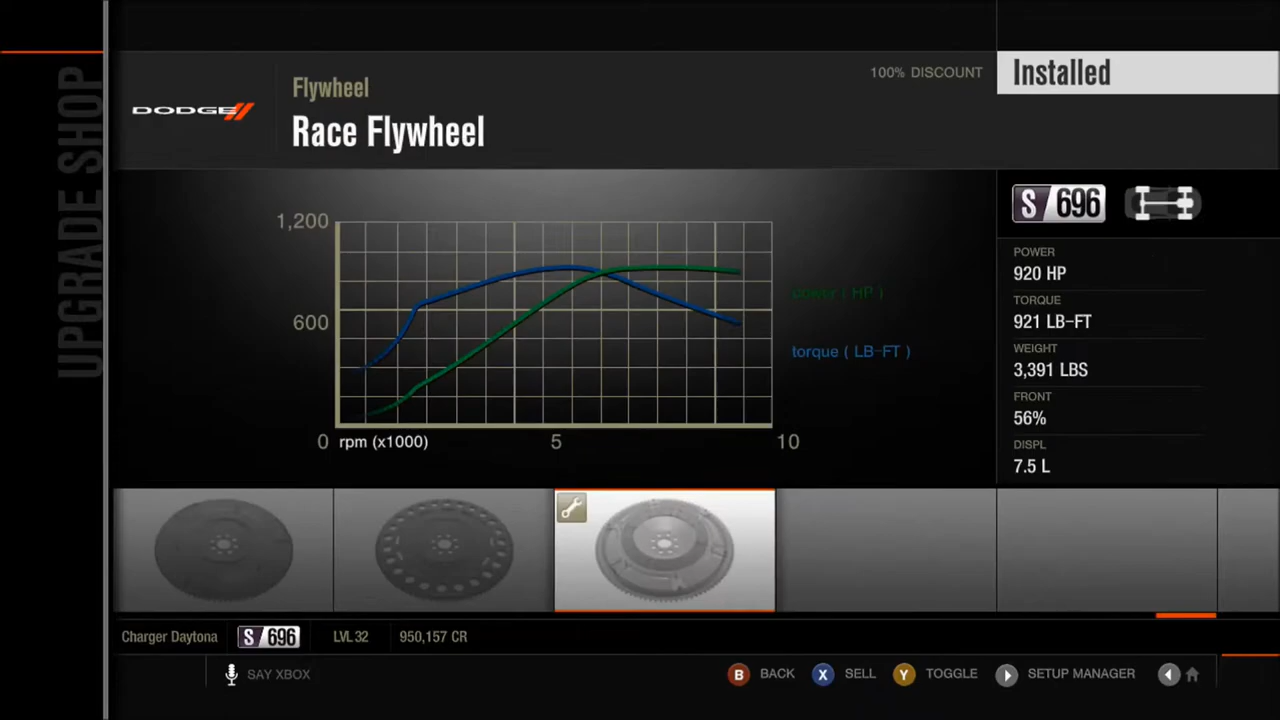 UPGRADE SHOP
100% DISCOUNT
Installed
DODGE
Flywheel
Race Flywheel
S 696
1,200
600
power ( HP )
torque ( LB-FT )
0 rpm (x1000) 5 10
POWER
920 HP
TORQUE
921 LB-FT
WEIGHT
3,391 LBS
FRONT
56%
DISPL
7.5 L
Charger Daytona S 696 LVL 32 950,157 CR
SAY XBOX
B BACK X SELL Y TOGGLE SETUP MANAGER